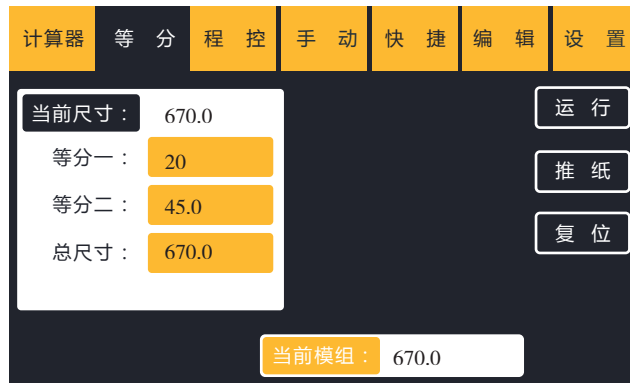 计算器 等 分 程 控 手 动 快 捷 编 辑 设 置
当前尺寸： 670.0
等分一： 20
等分二： 45.0
总尺寸： 670.0
运 行
推 纸
复 位
当前模组： 670.0